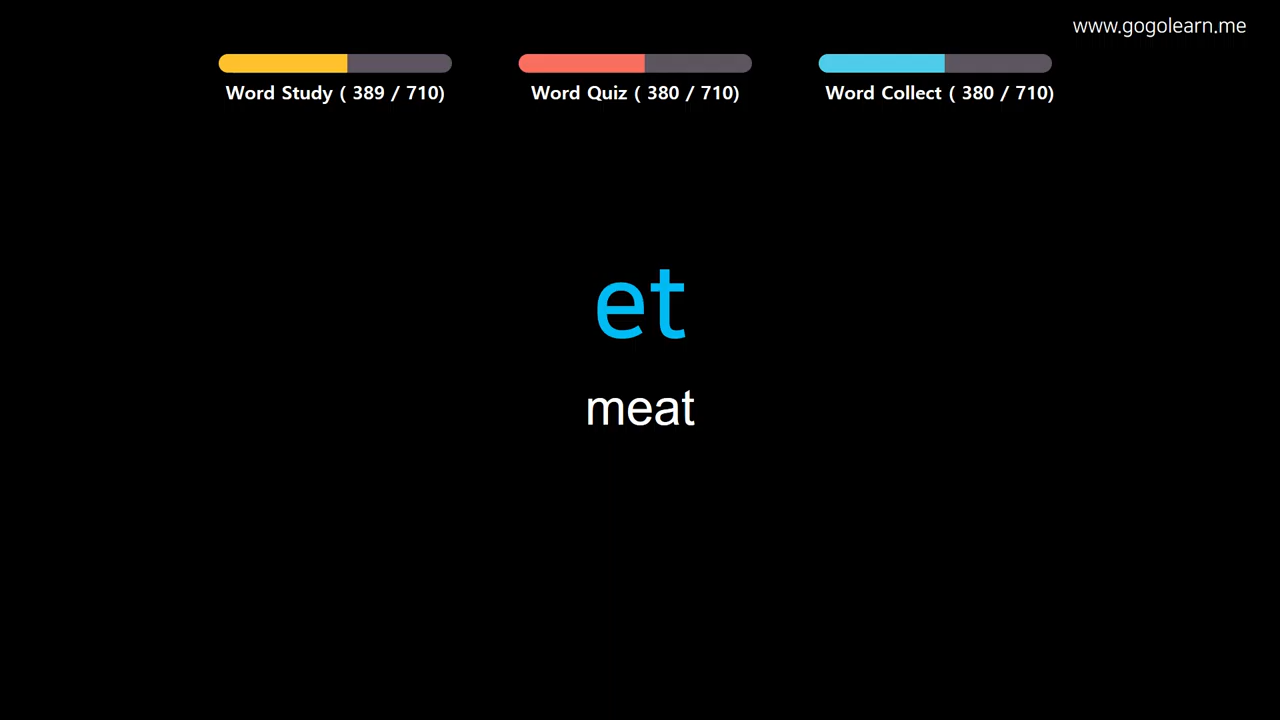 www.gogolearn.me
Word Study ( 389 / 710)
Word Quiz ( 380 / 710)
Word Collect ( 380 / 710)
et
meat